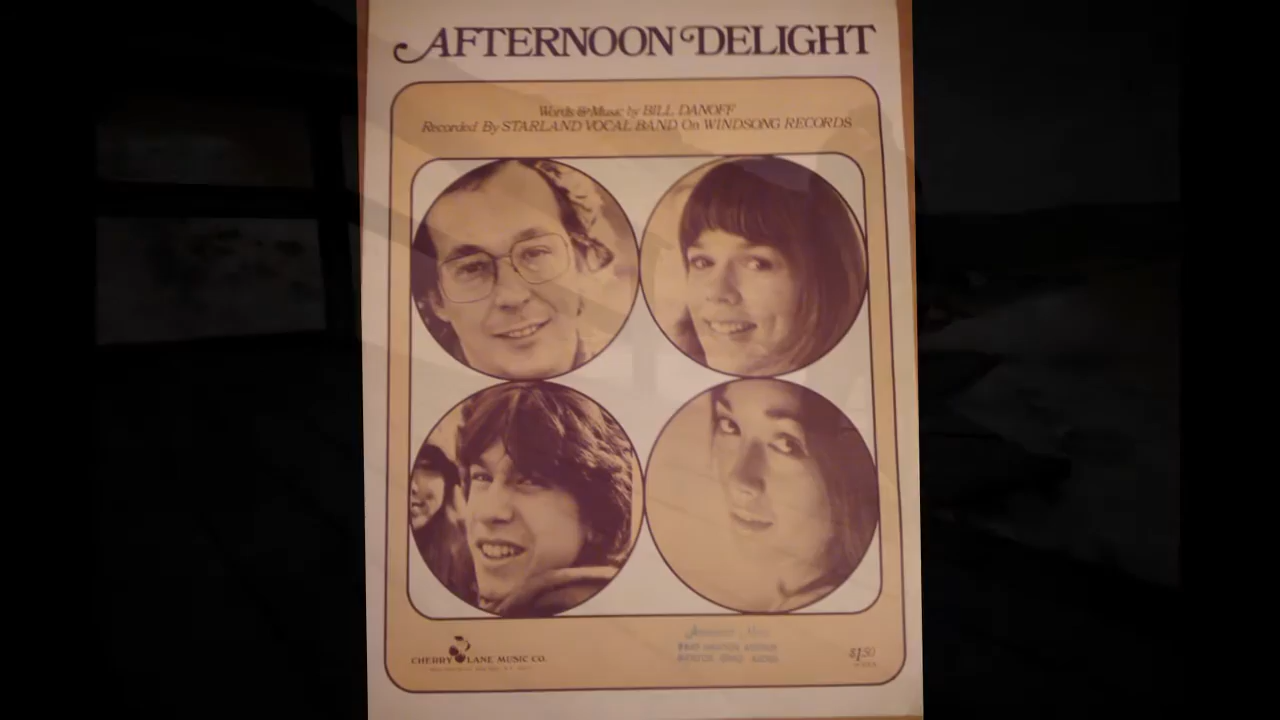 AFTERNOON DELIGHT
Words & Music by BILL DANOFF
Recorded By STARLAND VOCAL BAND On WINDSONG RECORDS
CHERRY LANE MUSIC CO.
$1.50